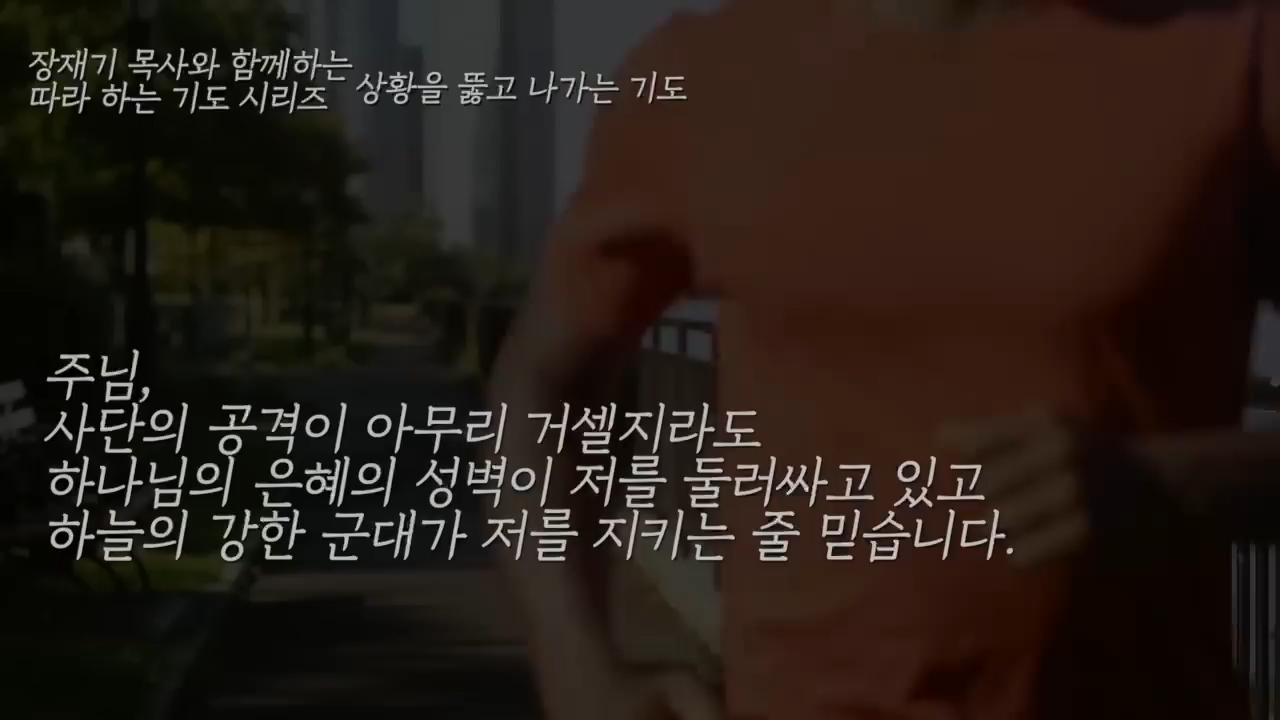 장재기 목사와 함께하는
따라 하는 기도 시리즈
상황을 뚫고 나가는 기도
주님,
사단의 공격이 아무리 거셀지라도
하나님의 은혜의 성벽이 저를 둘러싸고 있고
하늘의 강한 군대가 저를 지키는 줄 믿습니다.